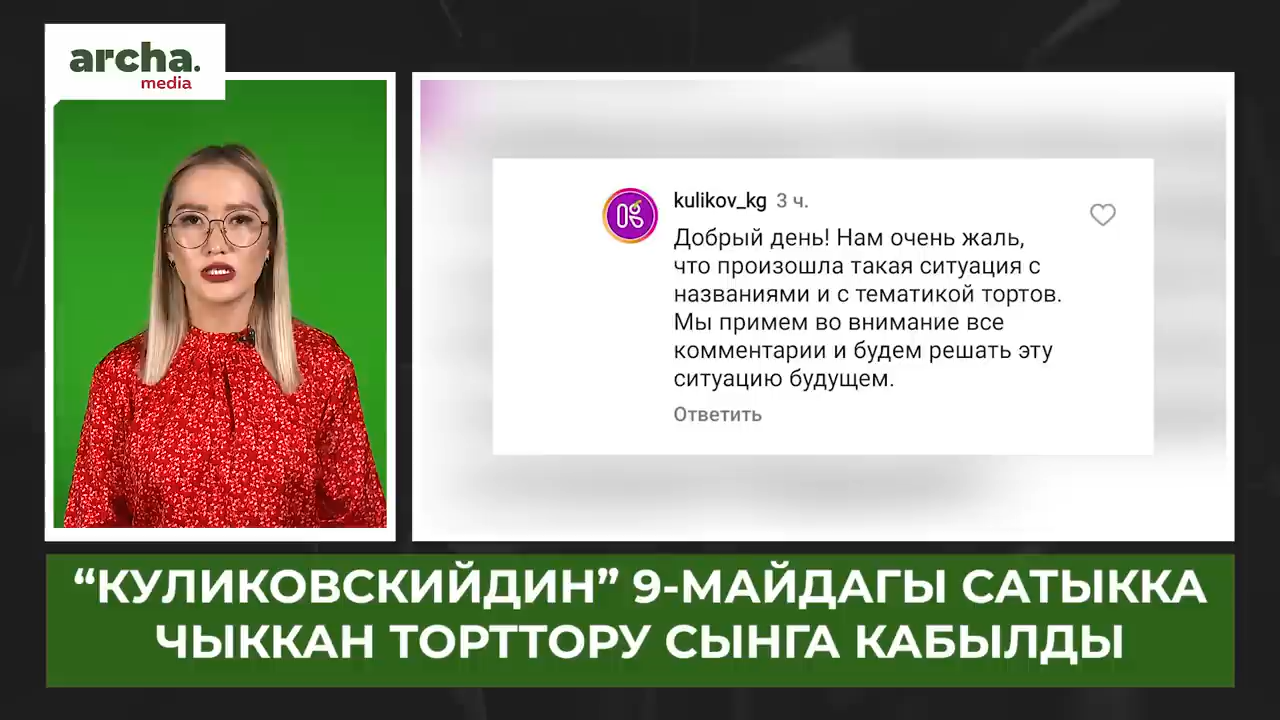 archa.
media
kulikov_kg 3 ч.
Добрый день! Нам очень жаль,
что произошла такая ситуация с
названиями и с тематикой тортов.
Мы примем во внимание все
комментарии и будем решать эту
ситуацию будущем.
Ответить
“КУЛИКОВСКИЙДИН” 9-МАЙДАГЫ САТЫККА
ЧЫККАН ТОРТТОРУ СЫНГА КАБЫЛДЫ